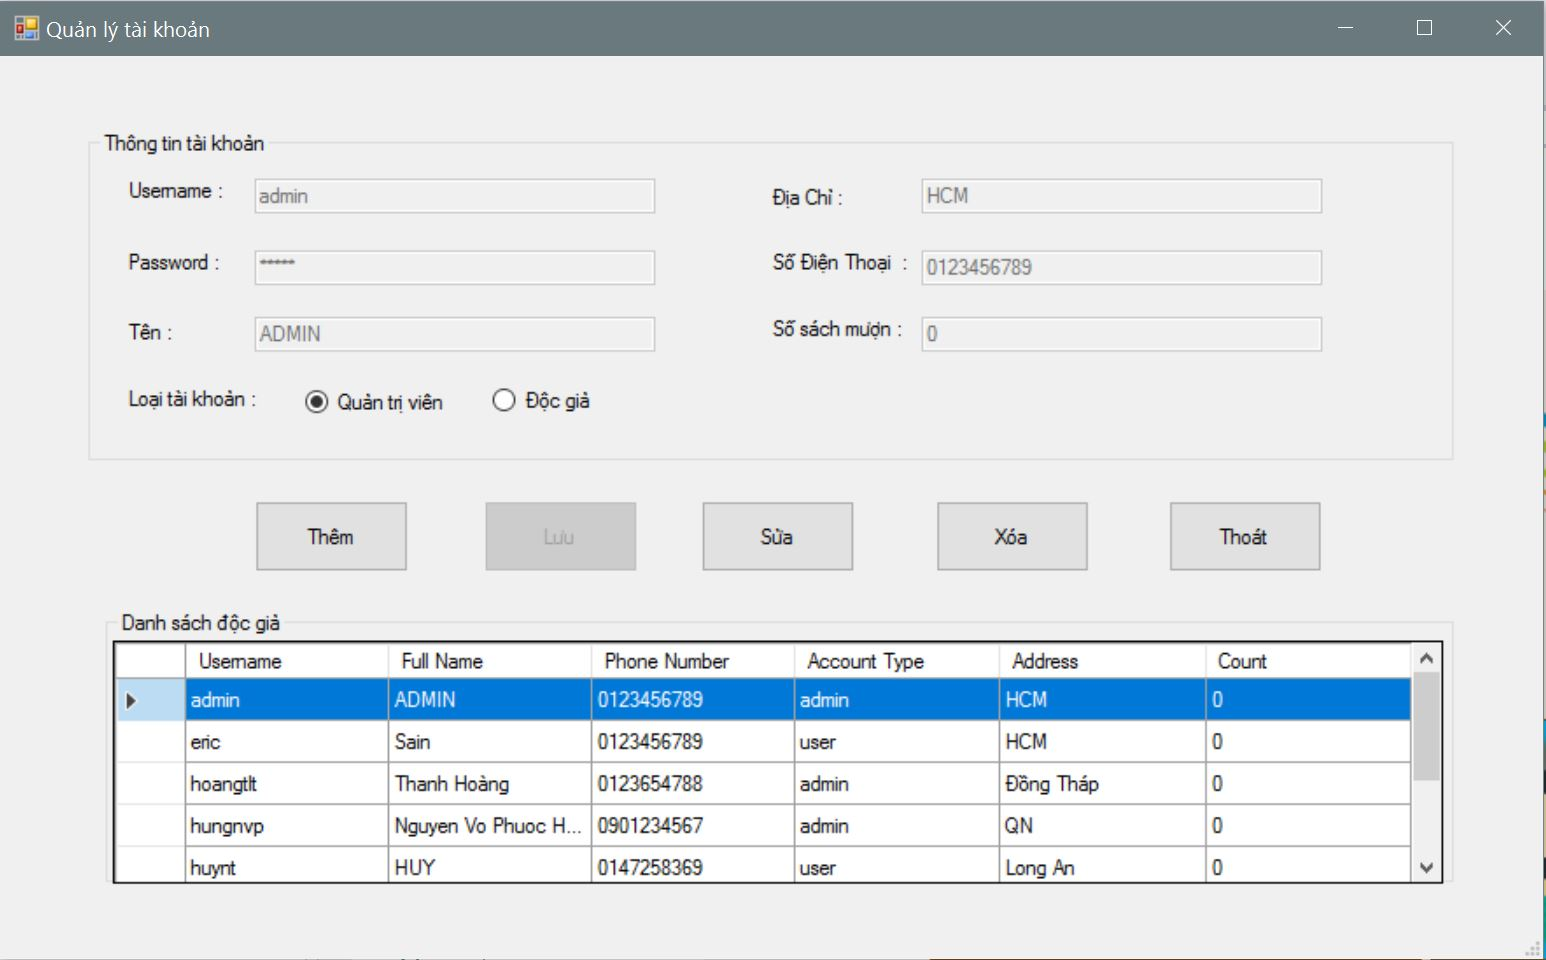 Quản lý tài khoản
Thông tin tài khoản
Username : admin
Địa Chỉ : HCM
Password : *****
Số Điện Thoại : 0123456789
Tên : ADMIN
Số sách mượn : 0
Loại tài khoản : Quản trị viên Độc giả
Thêm Lưu Sửa Xóa Thoát
Danh sách độc giả
Username Full Name Phone Number Account Type Address Count
admin ADMIN 0123456789 admin HCM 0
eric Sain 0123456789 user HCM 0
hoangtlt Thanh Hoàng 0123654788 admin Đồng Tháp 0
hungnvp Nguyen Vo Phuoc H... 0901234567 admin QN 0
huynt HUY 0147258369 user Long An 0